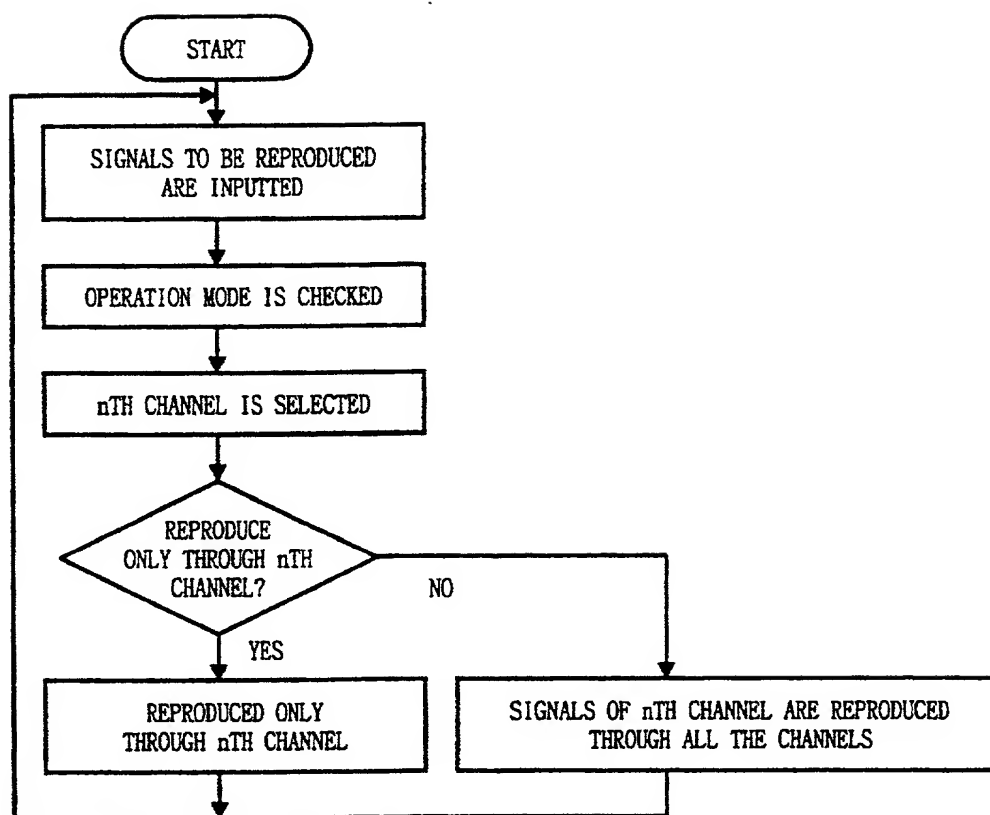 START
SIGNALS TO BE REPRODUCED
ARE INPUTTED
OPERATION MODE IS CHECKED
nTH CHANNEL IS SELECTED
REPRODUCE
ONLY THROUGH nTH
CHANNEL?
NO
YES
REPRODUCED ONLY
THROUGH nTH CHANNEL
SIGNALS OF nTH CHANNEL ARE REPRODUCED
THROUGH ALL THE CHANNELS